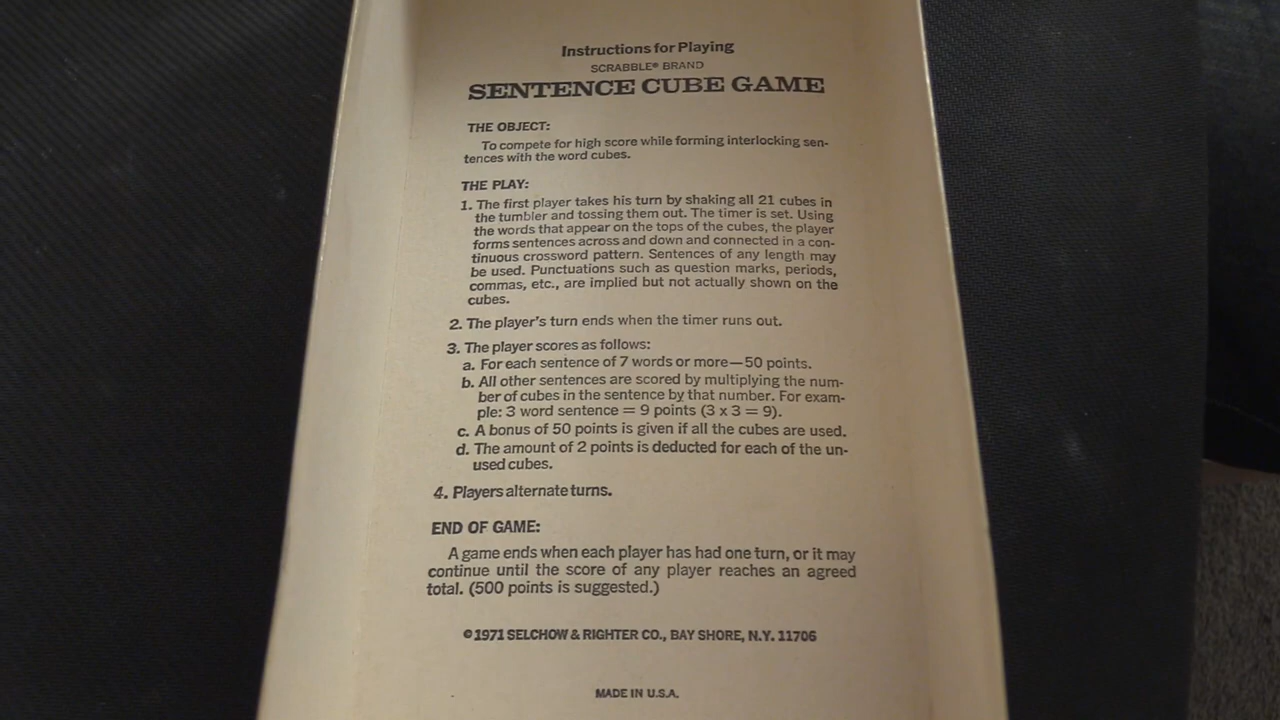 Instructions for Playing
SCRABBLE® BRAND
SENTENCE CUBE GAME
THE OBJECT:
To compete for high score while forming interlocking sen-
tences with the word cubes.
THE PLAY:
1. The first player takes his turn by shaking all 21 cubes in
the tumbler and tossing them out. The timer is set. Using
the words that appear on the tops of the cubes, the player
forms sentences across and down and connected in a con-
tinuous crossword pattern. Sentences of any length may
be used. Punctuations such as question marks, periods,
commas, etc., are implied but not actually shown on the
cubes.
2. The player's turn ends when the timer runs out.
3. The player scores as follows:
a. For each sentence of 7 words or more—50 points.
b. All other sentences are scored by multiplying the num-
ber of cubes in the sentence by that number. For exam-
ple: 3 word sentence = 9 points (3 x 3 = 9).
c. A bonus of 50 points is given if all the cubes are used.
d. The amount of 2 points is deducted for each of the un-
used cubes.
4. Players alternate turns.
END OF GAME:
A game ends when each player has had one turn, or it may
continue until the score of any player reaches an agreed
total. (500 points is suggested.)
©1971 SELCHOW & RIGHTER CO., BAY SHORE, N.Y. 11706
MADE IN U.S.A.